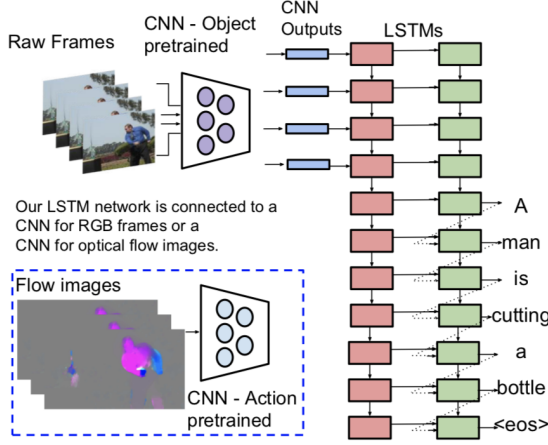 Raw Frames
CNN - Object
pretrained
CNN
Outputs
LSTMs
Our LSTM network is connected to a
CNN for RGB frames or a
CNN for optical flow images.
Flow images
CNN - Action
pretrained
A
man
is
cutting
a
bottle
<eos>